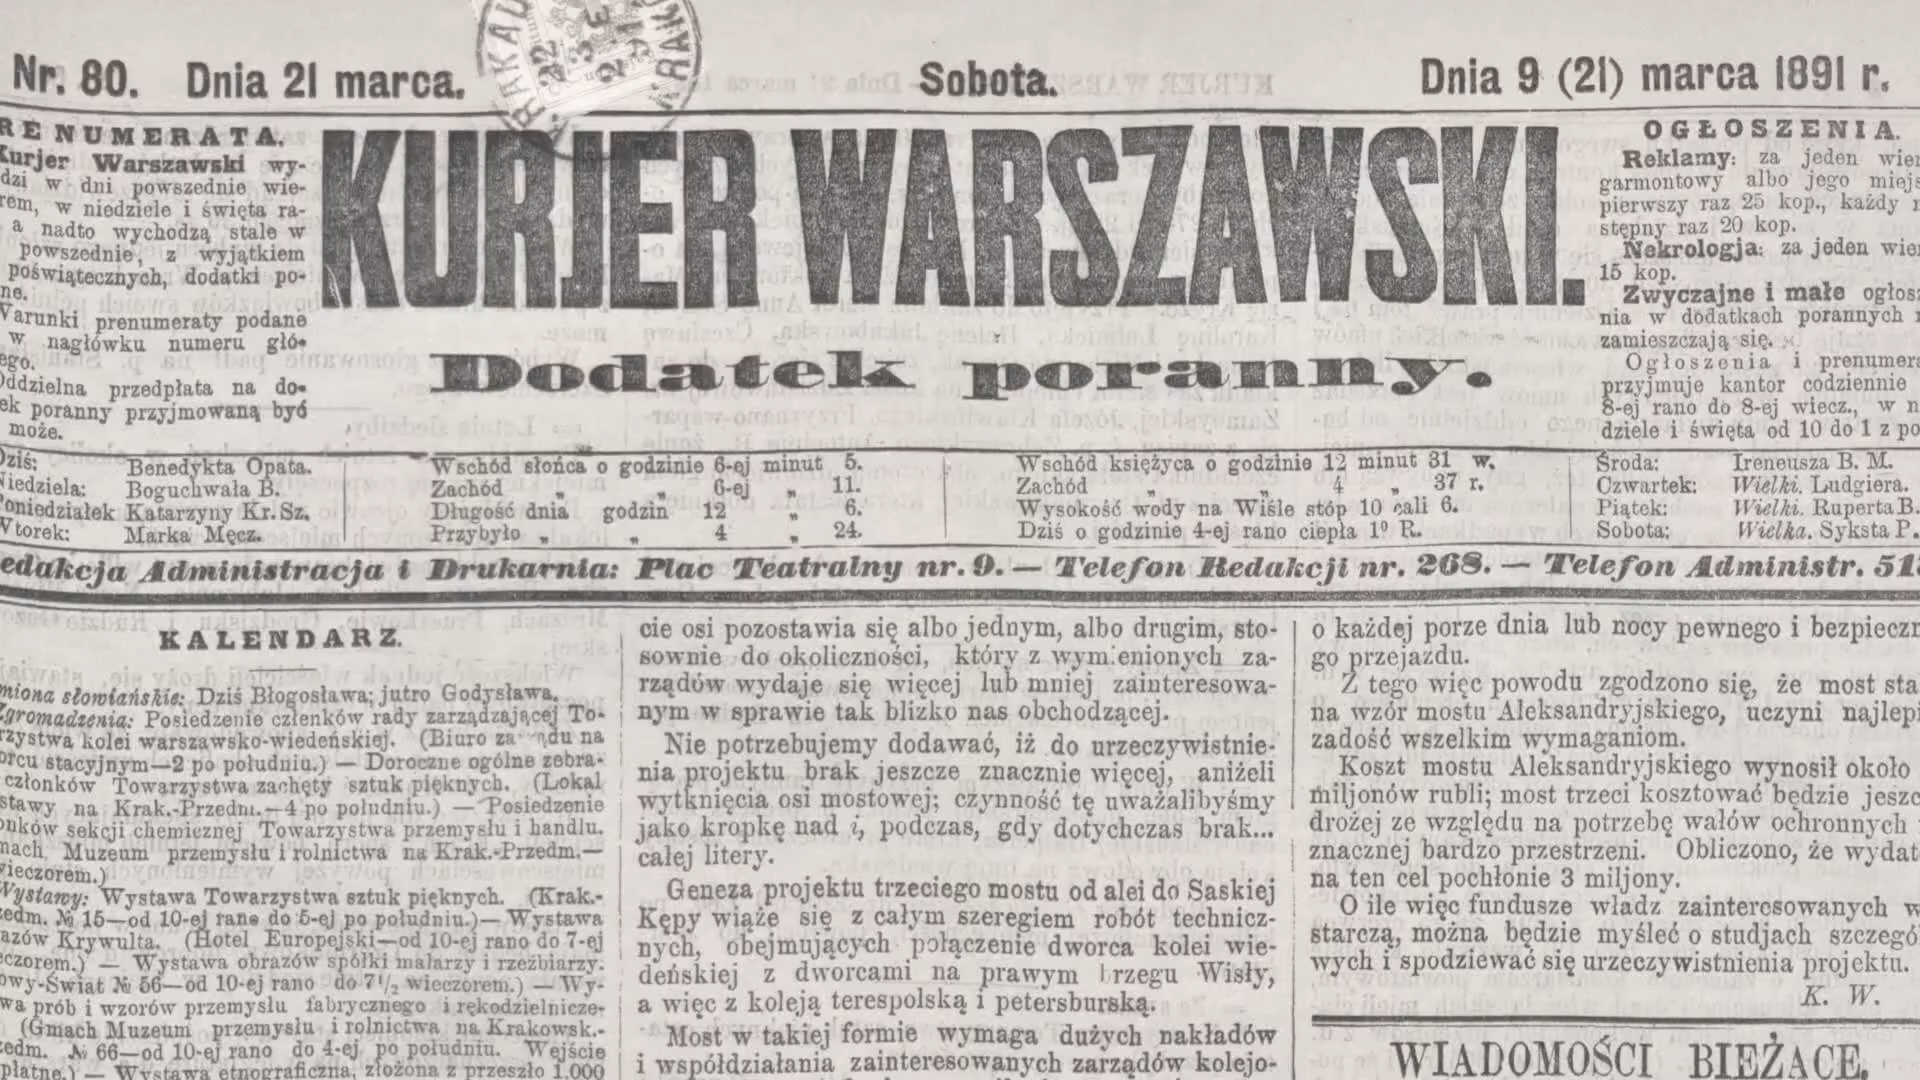 Nr. 80. Dnia 21 marca.
Sobota.
Dnia 9 (21) marca 1891 r.
RENUMERATA.
Kurjer Warszawski wy-
dzi w dni powszednie wie-
rem, w niedziele i święta ra-
a nadto wychodzą stale w
powszednie, z wyjątkiem
poświątecznych, dodatki po-
ne.
Warunki prenumeraty podane
w nagłówku numeru głó-
ego.
Oddzielna przedpłata na do-
ek poranny przyjmowaną być
może.
KURJER WARSZAWSKI.
Dodatek poranny.
OGŁOSZENIA.
Reklamy: za jeden wier
garmontowy albo jego miejs
pierwszy raz 25 kop., każdy n
stępny raz 20 kop.
Nekrologja: za jeden wier
15 kop.
Zwyczajne i małe ogłosz
nia w dodatkach porannych n
zamieszczają się.
Ogłoszenia i prenumera
przyjmuje kantor codziennie
8-ej rano do 8-ej wiecz., w n
dziele i święta od 10 do 1 z po
Dziś: Benedykta Opata.
Niedziela: Boguchwała B.
Poniedziałek Katarzyny Kr. Sz.
Wtorek: Marka Męcz.
Wschód słońca o godzinie 6-ej minut 5.
Zachód „ „ 6-ej „ 11.
Długość dnia godzin 12 „ 6.
Przybyło „ „ 4 „ 24.
Wschód księżyca o godzinie 12 minut 31 w.
Zachód „ „ 4 „ 37 r.
Wysokość wody na Wiśle stóp 10 cali 6.
Dziś o godzinie 4-ej rano ciepła 1º R.
Środa: Ireneusza B. M.
Czwartek: Wielki. Ludgiera.
Piątek: Wielki. Ruperta B.
Sobota: Wielka. Syksta P.
edakcja Administracja i Drukarnia: Plac Teatralny nr. 9. — Telefon Redakcji nr. 268. — Telefon Administr. 51
KALENDARZ.
miona słowiańskie: Dziś Błogosława; jutro Godysława.
Zgromadzenia: Posiedzenie członków rady zarządzającej To-
rzystwa kolei warszawsko-wiedeńskiej. (Biuro zarządu na
orcu stacyjnym—2 po południu.) — Doroczne ogólne zebra-
członków Towarzystwa zachęty sztuk pięknych. (Lokal
stawy na Krak.-Przedm.—4 po południu.) — Posiedzenie
onków sekcji chemicznej Towarzystwa przemysłu i handlu.
mach Muzeum przemysłu i rolnictwa na Krak.-Przedm.—
wieczorem.)
Wystawy: Wystawa Towarzystwa sztuk pięknych. (Krak.-
zedm. № 15—od 10-ej rano do 5-ej po południu.)— Wystawa
azów Krywulta. (Hotel Europejski—od 10-ej rano do 7-ej
eczorem.) — Wystawa obrazów spółki malarzy i rzeźbiarzy.
owy-Świat № 56—od 10-ej rano do 7½ wieczorem.) — Wy-
wa prób i wzorów przemysłu fabrycznego i rękodzielnicze-
(Gmach Muzeum przemysłu i rolnictwa na Krakowsk.-
zedm. № 66—od 10-ej rano do 4-ej po południu. Wejście
płatne.) — Wystawa etnograficzna, złożona z przeszło 1,000
cie osi pozostawia się albo jednym, albo drugim, sto-
sownie do okoliczności, który z wymienionych za-
rządów wydaje się więcej lub mniej zainteresowa-
nym w sprawie tak blizko nas obchodzącej.
Nie potrzebujemy dodawać, iż do urzeczywistnie-
nia projektu brak jeszcze znacznie więcej, aniżeli
wytknięcia osi mostowej; czynność tę uważalibyśmy
jako kropkę nad i, podczas, gdy dotychczas brak...
całej litery.
Geneza projektu trzeciego mostu od alei do Saskiej
Kępy wiąże się z całym szeregiem robót technicz-
nych, obejmujących połączenie dworca kolei wie-
deńskiej z dworcami na prawym brzegu Wisły,
a więc z koleją terespolską i petersburską.
Most w takiej formie wymaga dużych nakładów
i współdziałania zainteresowanych zarządów kolejo-
o każdej porze dnia lub nocy pewnego i bezpieczn
go przejazdu.
Z tego więc powodu zgodzono się, że most sta
na wzór mostu Aleksandryjskiego, uczyni najlepi
zadość wszelkim wymaganiom.
Koszt mostu Aleksandryjskiego wynosił około
miljonów rubli; most trzeci kosztować będzie jeszc
drożej ze względu na potrzebę wałów ochronnych
znacznej bardzo przestrzeni. Obliczono, że wydat
na ten cel pochłonie 3 miljony.
O ile więc fundusze władz zainteresowanych w
starczą, można będzie myśleć o studjach szczegó
wych i spodziewać się urzeczywistnienia projektu.
K. W.
WIADOMOŚCI BIEŻĄCE.